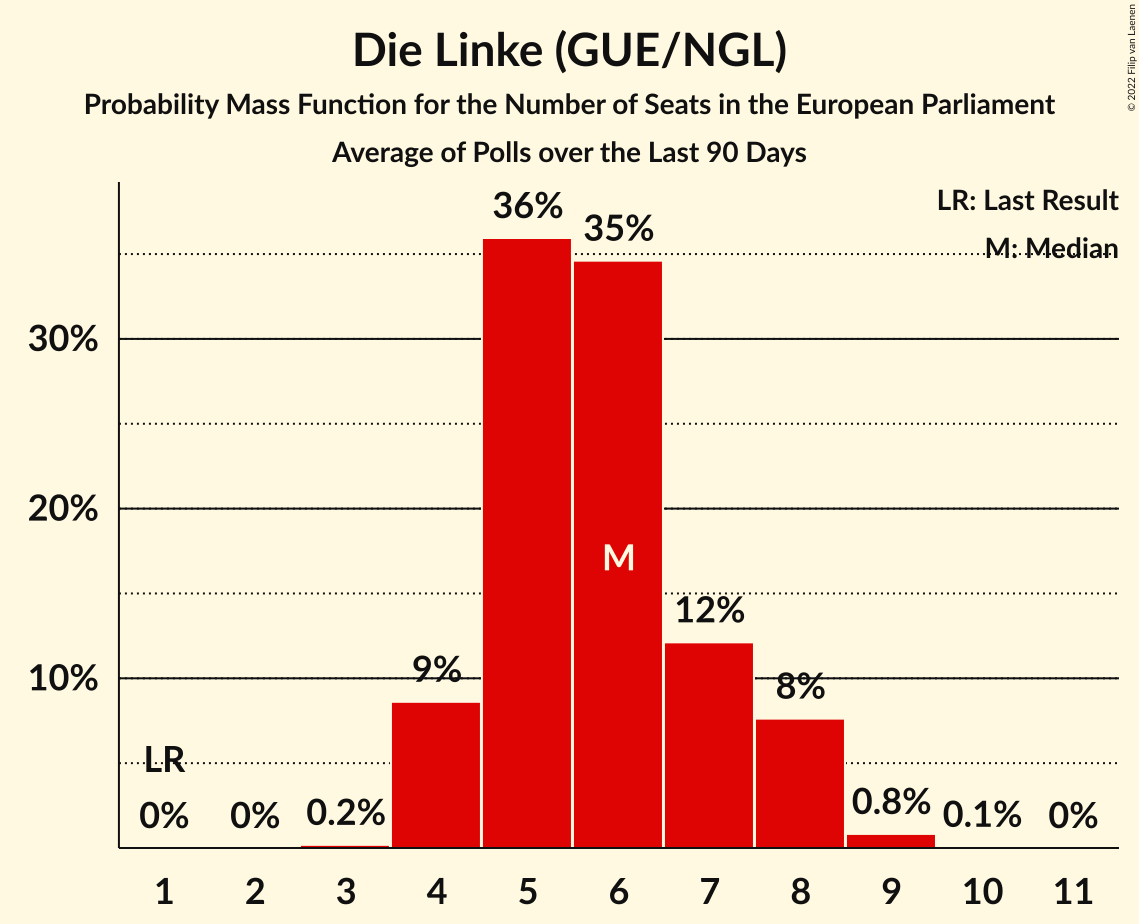 Die Linke (GUE/NGL)
Probability Mass Function for the Number of Seats in the European Parliament
Average of Polls over the Last 90 Days
© 2022 Filip van Laenen
LR: Last Result
M: Median
36%
35%
30%
20%
M
12%
10%
9%
8%
LR
0%
0%
0.2%
0.8%
0.1%
0%
1 2 3 4 5 6 7 8 9 10 11